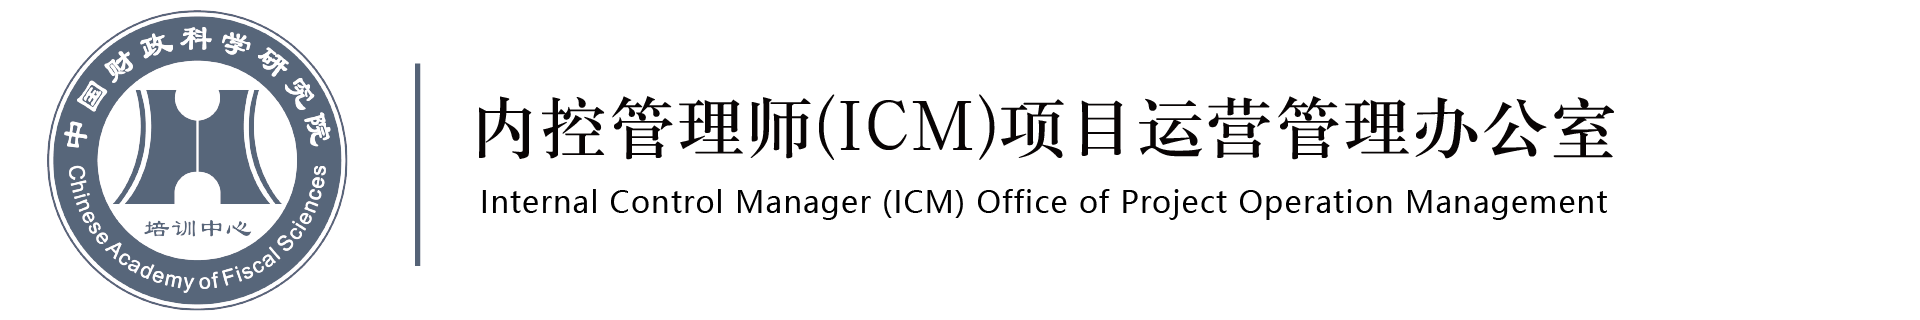 中国财政科学研究院
培训中心
Chinese Academy of Fiscal Sciences
内控管理师(ICM)项目运营管理办公室
Internal Control Manager (ICM) Office of Project Operation Management